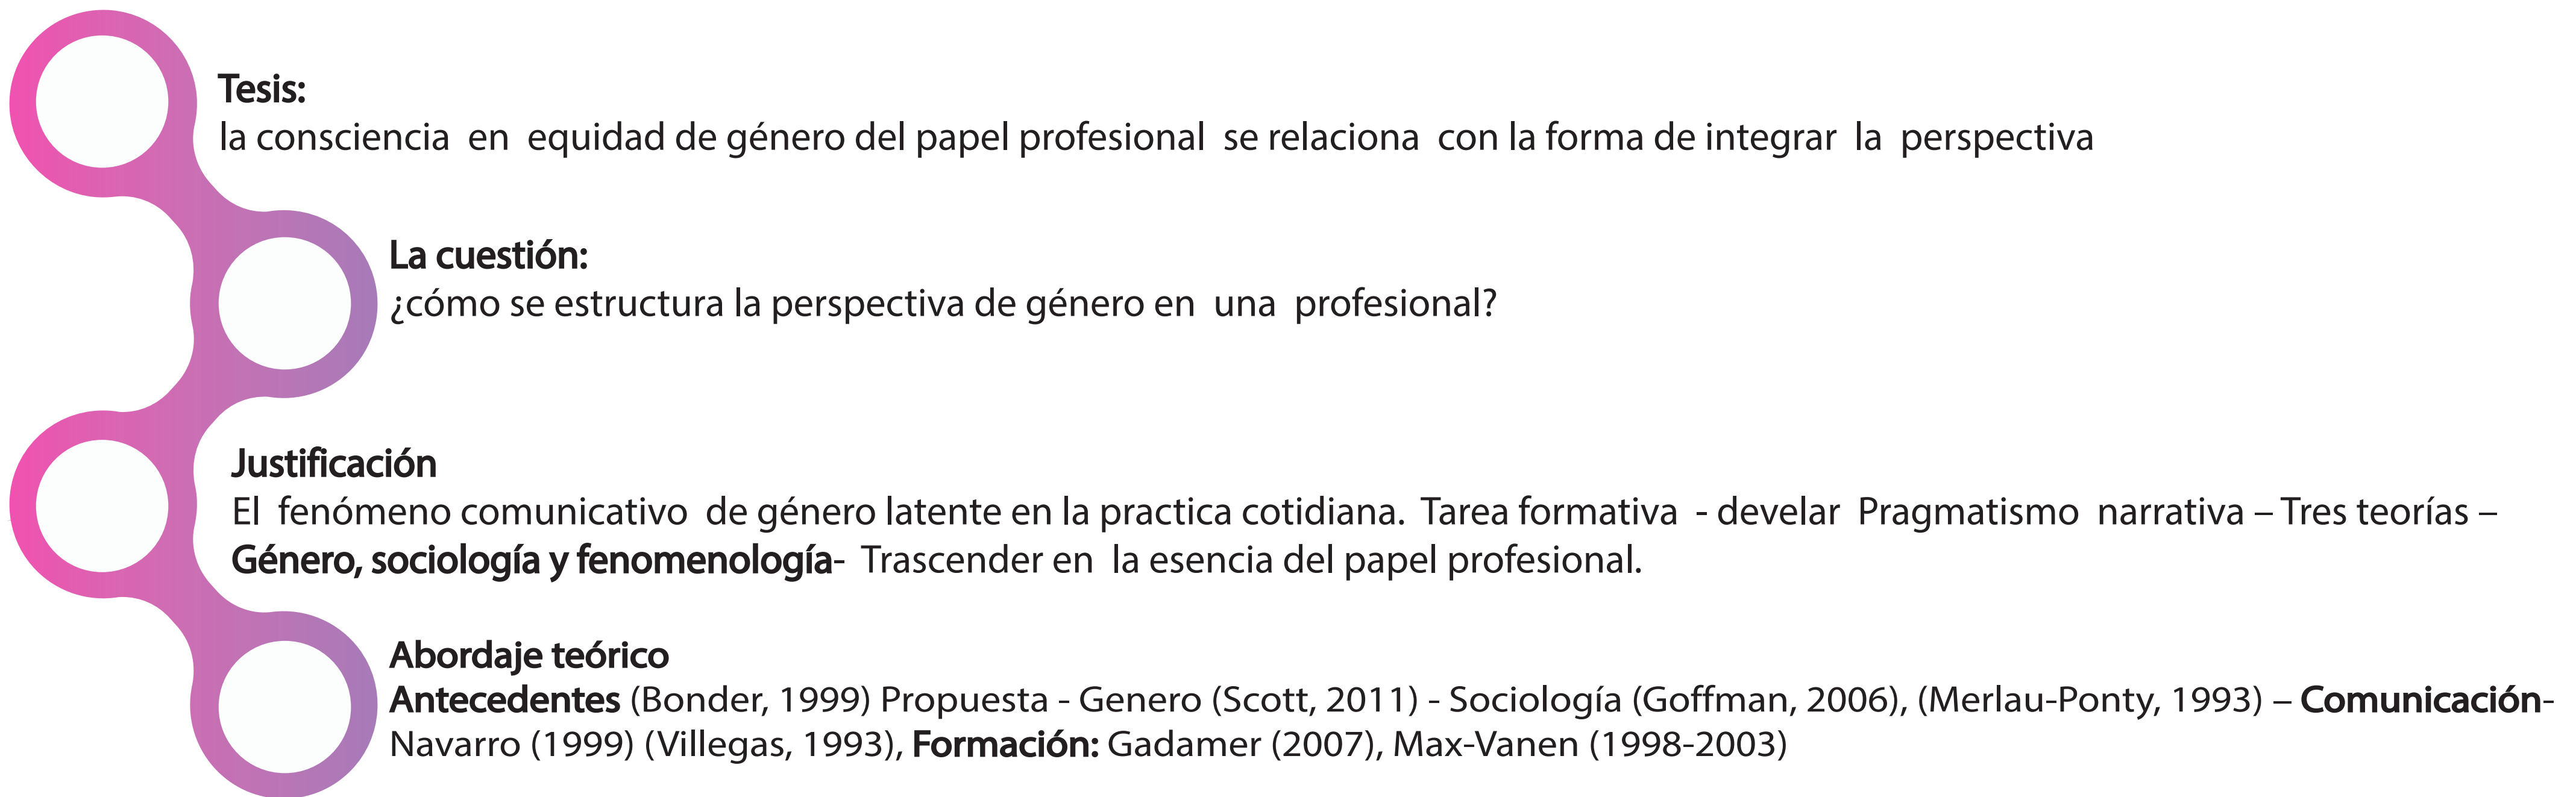 Tesis:
la consciencia en equidad de género del papel profesional se relaciona con la forma de integrar la perspectiva
La cuestión:
¿cómo se estructura la perspectiva de género en una profesional?
Justificación
El fenómeno comunicativo de género latente en la practica cotidiana. Tarea formativa - develar Pragmatismo narrativa – Tres teorías –
Género, sociología y fenomenología- Trascender en la esencia del papel profesional.
Abordaje teórico
Antecedentes (Bonder, 1999) Propuesta - Genero (Scott, 2011) - Sociología (Goffman, 2006), (Merlau-Ponty, 1993) – Comunicación-
Navarro (1999) (Villegas, 1993), Formación: Gadamer (2007), Max-Vanen (1998-2003)